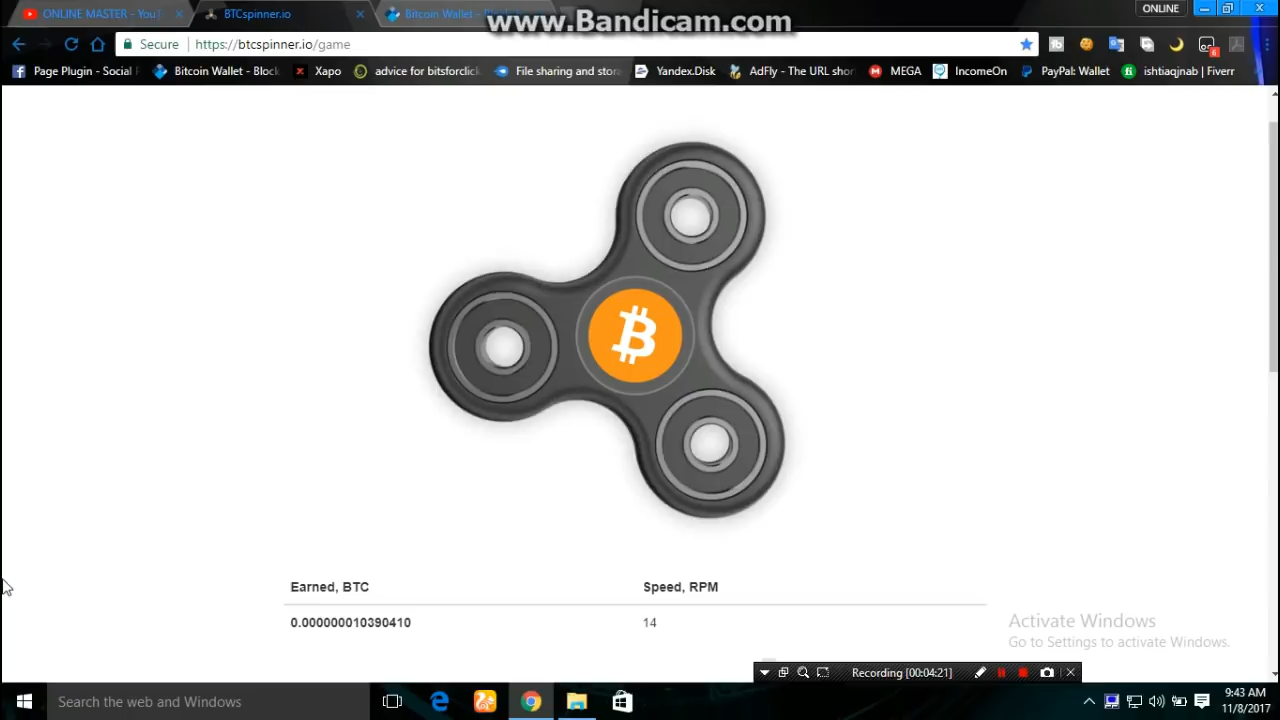 ONLINE MASTER - You
BTCspinner.io
Bitcoin Wallet - Block
www.Bandicam.com
ONLINE
Secure
https://btcspinner.io/game
6
Page Plugin - Social
Bitcoin Wallet - Block
Xapo
advice for bitsforclick
File sharing and stora
Yandex.Disk
AdFly - The URL shor
MEGA
IncomeOn
PayPal: Wallet
ishtiaqjnab | Fiverr
Earned, BTC
Speed, RPM
0.000000010390410
14
Activate Windows
Go to Settings to activate Windows.
Recording [00:04:21]
Search the web and Windows
9:43 AM
11/8/2017